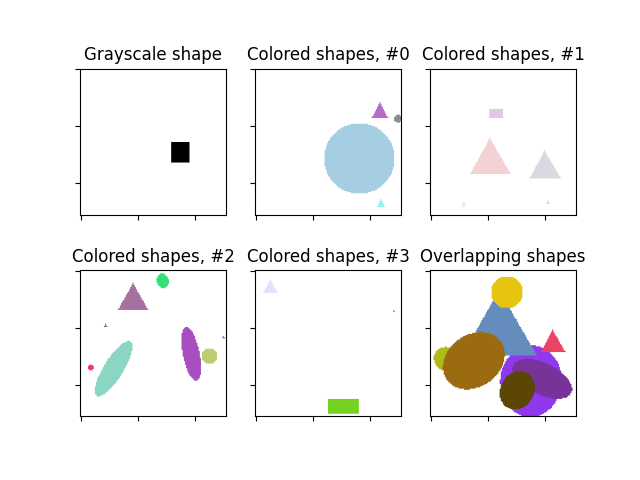 Grayscale shape
Colored shapes, #0
Colored shapes, #1
Colored shapes, #2
Colored shapes, #3
Overlapping shapes